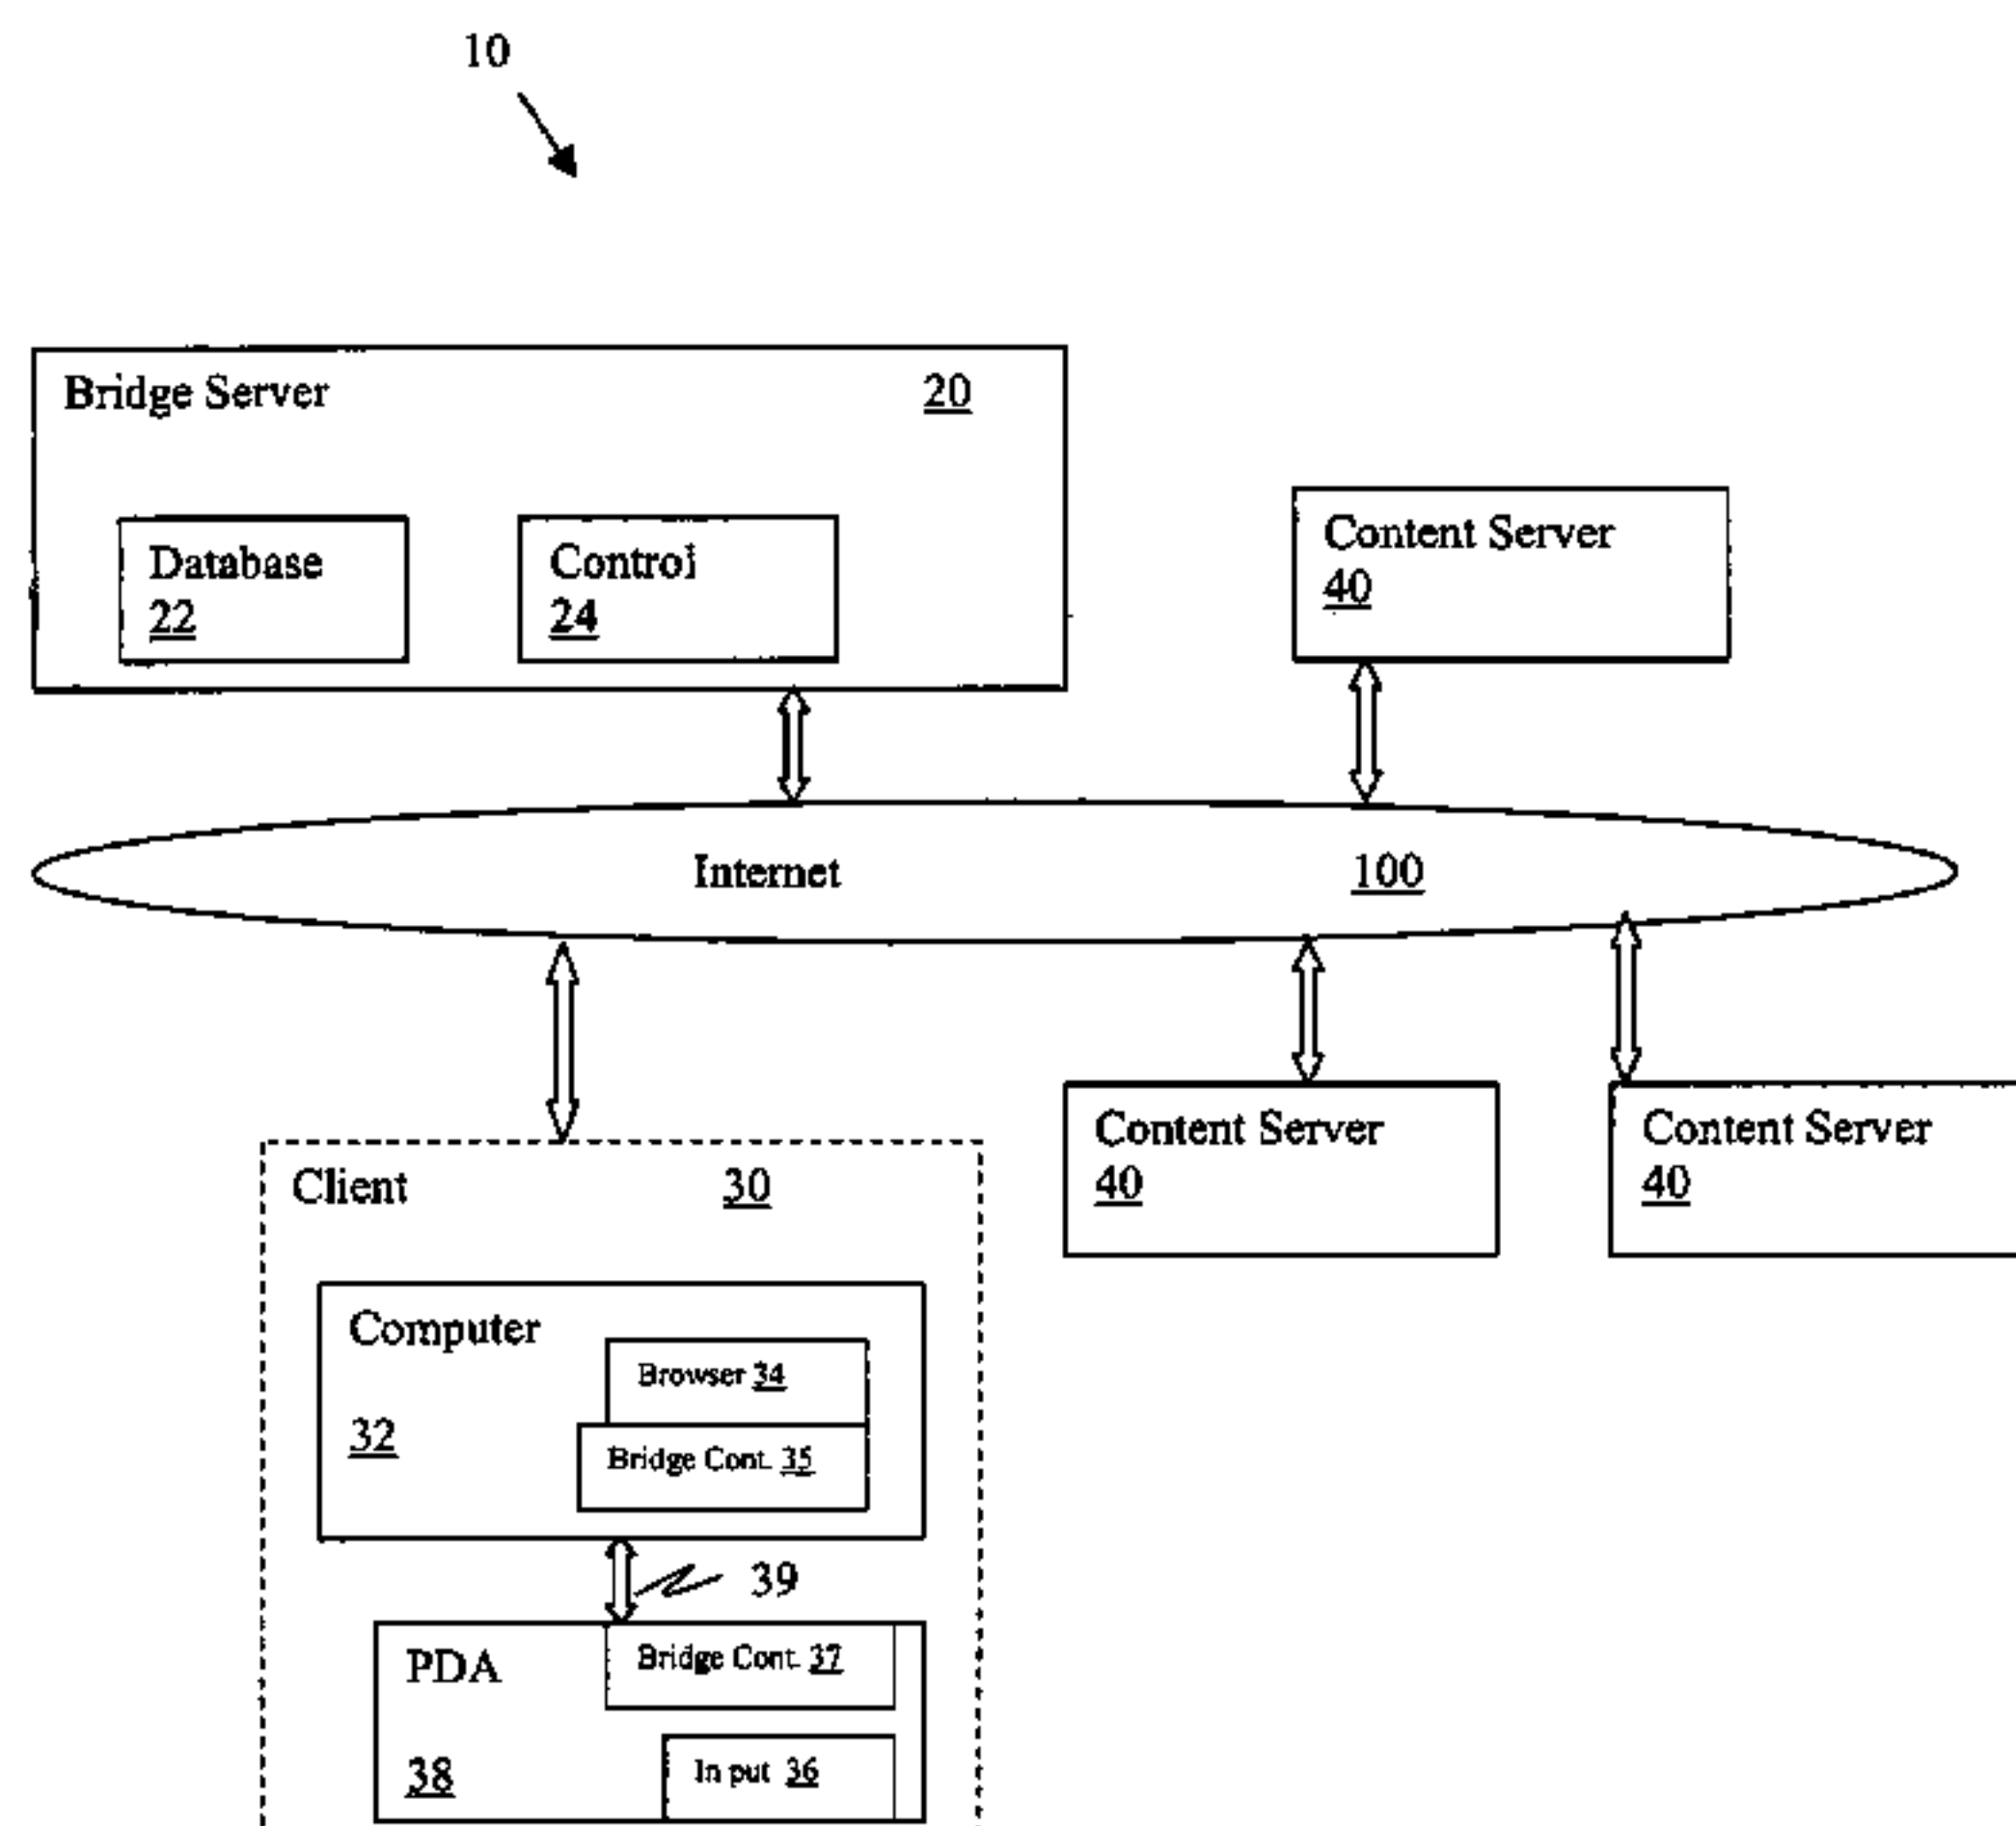 10
Bridge Server 20
Database
22
Control
24
Content Server
40
Internet 100
Content Server
40
Content Server
40
Client 30
Computer
32
Browser 34
Bridge Cont. 35
39
PDA
38
Bridge Cont. 37
In put 36